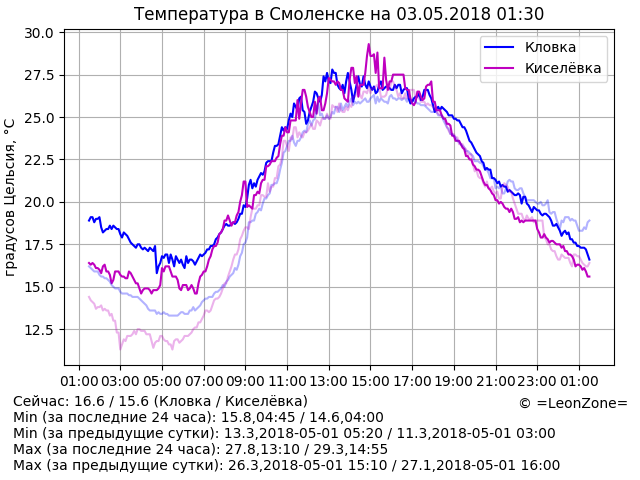 Температура в Смоленске на 03.05.2018 01:30
30.0
27.5
25.0
22.5
20.0
17.5
15.0
12.5
градусов Цельсия, °C
Кловка
Киселёвка
01:00 03:00 05:00 07:00 09:00 11:00 13:00 15:00 17:00 19:00 21:00 23:00 01:00
Сейчас: 16.6 / 15.6 (Кловка / Киселёвка)
© =LeonZone=
Min (за последние 24 часа): 15.8,04:45 / 14.6,04:00
Min (за предыдущие сутки): 13.3,2018-05-01 05:20 / 11.3,2018-05-01 03:00
Max (за последние 24 часа): 27.8,13:10 / 29.3,14:55
Max (за предыдущие сутки): 26.3,2018-05-01 15:10 / 27.1,2018-05-01 16:00